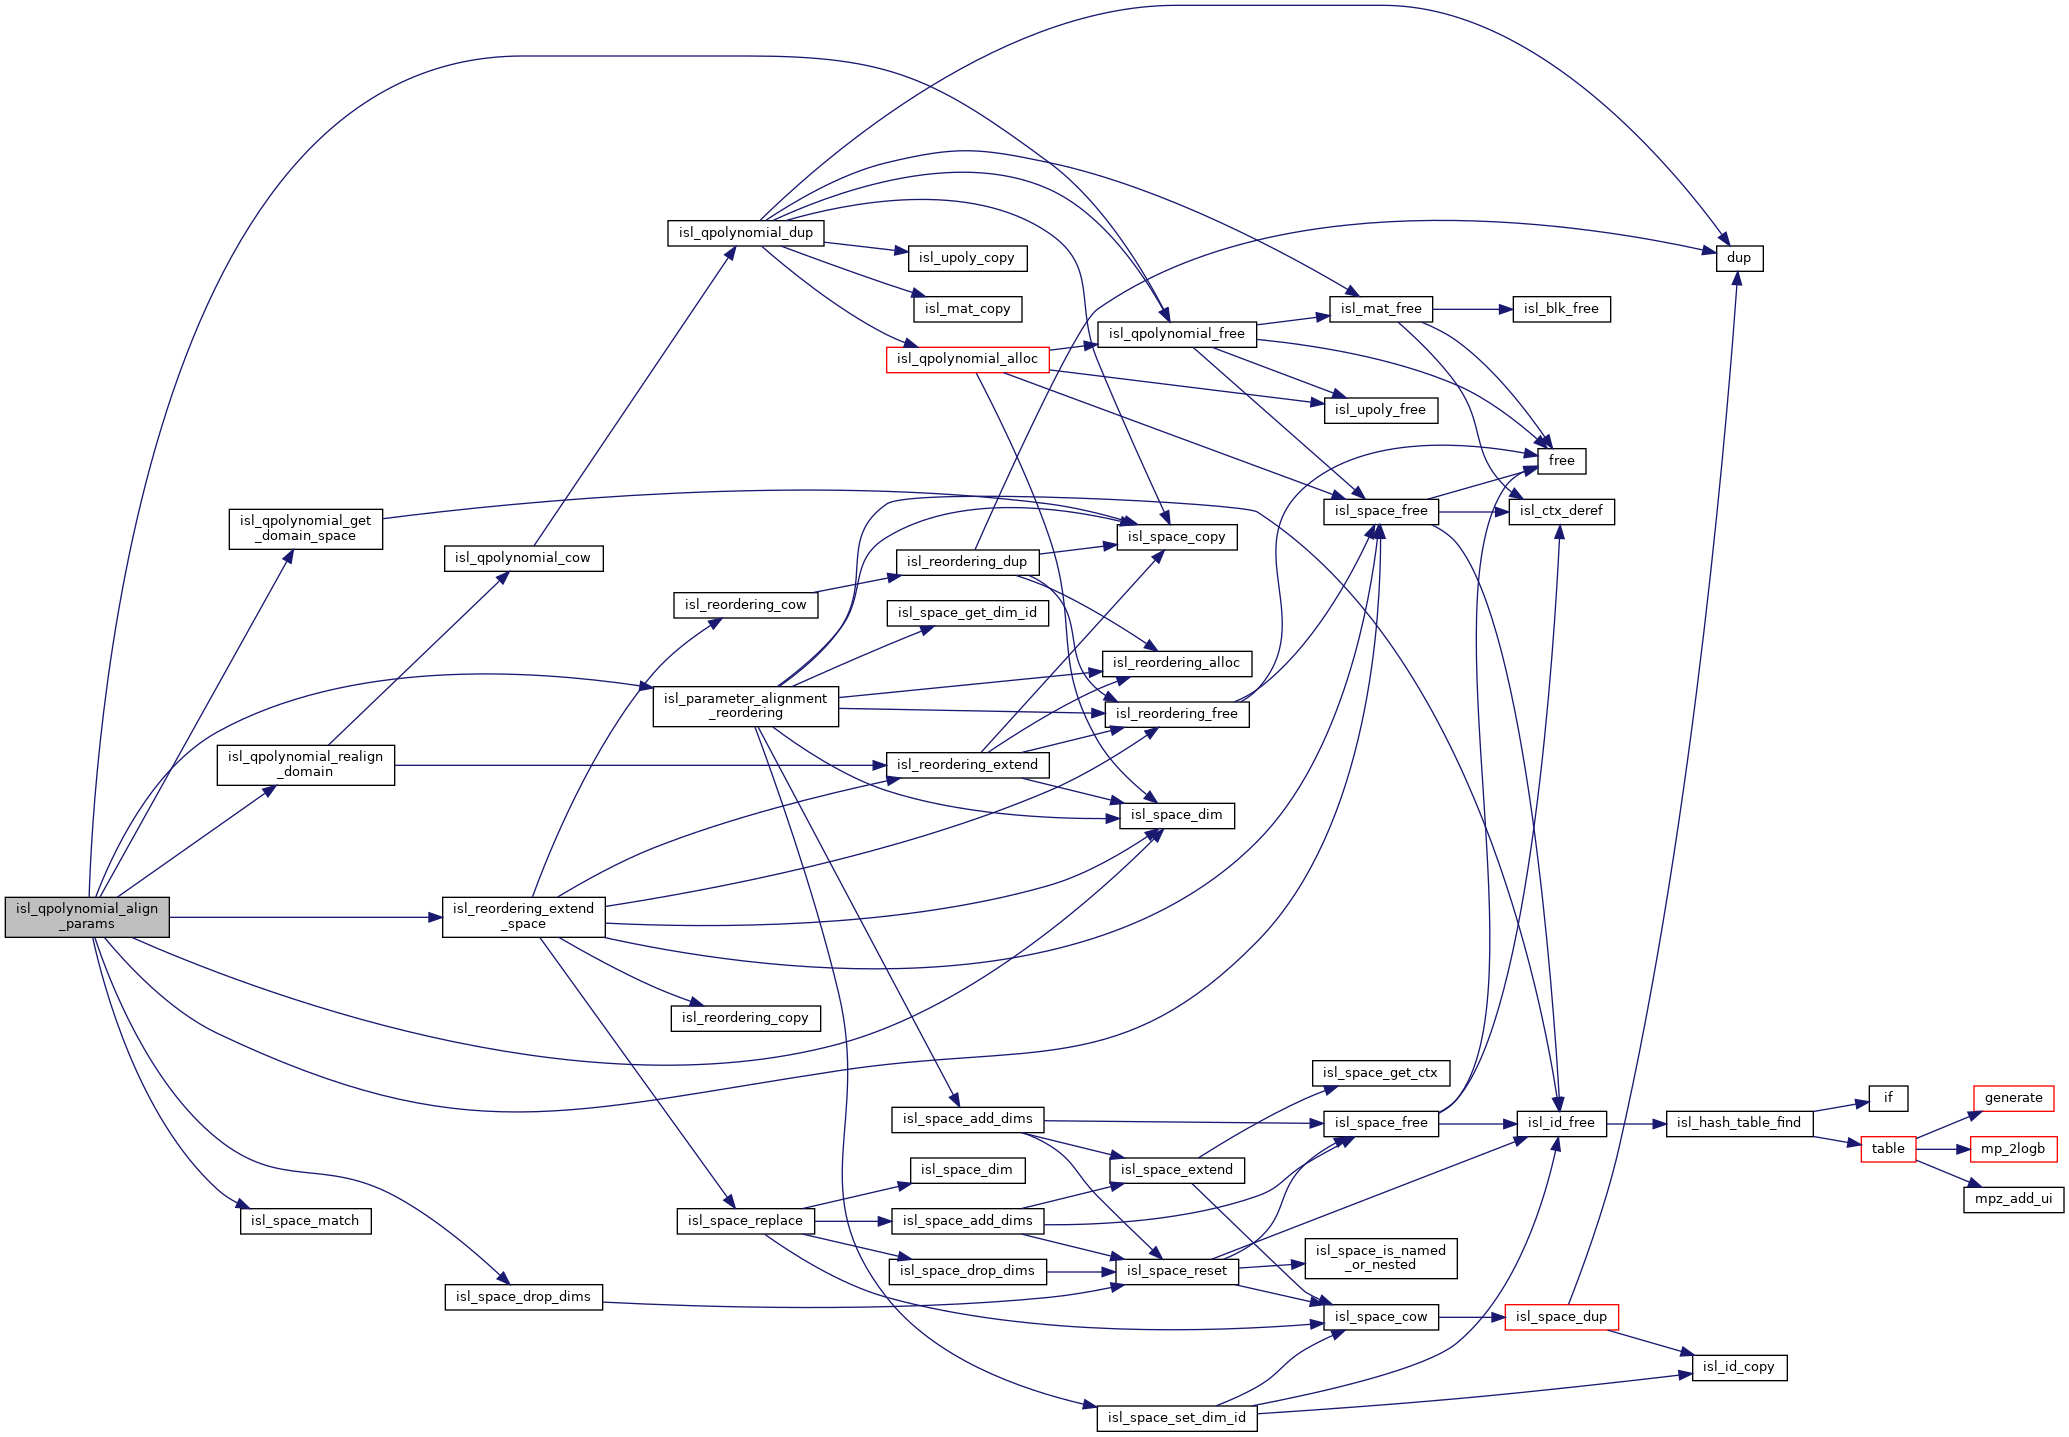 isl_qpolynomial_dup
isl_upoly_copy
dup
isl_mat_copy
isl_mat_free
isl_blk_free
isl_qpolynomial_free
isl_qpolynomial_alloc
isl_upoly_free
free
isl_qpolynomial_get
_domain_space
isl_space_free
isl_ctx_deref
isl_space_copy
isl_qpolynomial_cow
isl_reordering_dup
isl_reordering_cow
isl_space_get_dim_id
isl_reordering_alloc
isl_parameter_alignment
_reordering
isl_reordering_free
isl_qpolynomial_realign
_domain
isl_reordering_extend
isl_space_dim
isl_qpolynomial_align
_params
isl_reordering_extend
_space
isl_reordering_copy
isl_space_get_ctx
if
generate
isl_space_add_dims
isl_space_free
isl_id_free
isl_hash_table_find
table
mp_2logb
isl_space_dim
isl_space_extend
mpz_add_ui
isl_space_match
isl_space_replace
isl_space_add_dims
isl_space_drop_dims
isl_space_reset
isl_space_is_named
_or_nested
isl_space_drop_dims
isl_space_cow
isl_space_dup
isl_id_copy
isl_space_set_dim_id